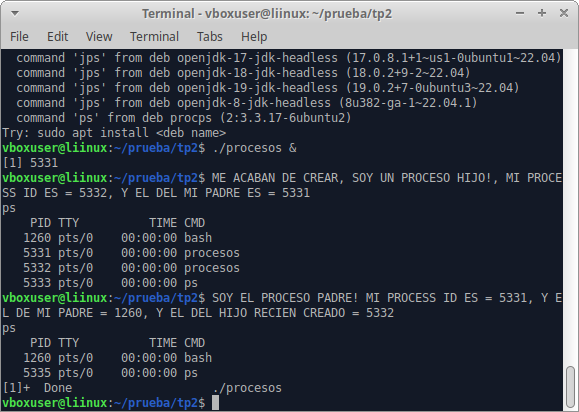 Terminal - vboxuser@liinux: ~/prueba/tp2
File Edit View Terminal Tabs Help
  command 'jps' from deb openjdk-17-jdk-headless (17.0.8.1+1~us1-0ubuntu1~22.04)
  command 'jps' from deb openjdk-18-jdk-headless (18.0.2+9-2~22.04)
  command 'jps' from deb openjdk-19-jdk-headless (19.0.2+7-0ubuntu3~22.04)
  command 'jps' from deb openjdk-8-jdk-headless (8u382-ga-1~22.04.1)
  command 'ps' from deb procps (2:3.3.17-6ubuntu2)
Try: sudo apt install <deb name>
vboxuser@liinux:~/prueba/tp2$ ./procesos &
[1] 5331
vboxuser@liinux:~/prueba/tp2$ ME ACABAN DE CREAR, SOY UN PROCESO HIJO!, MI PROCE
SS ID ES = 5332, Y EL DEL MI PADRE ES = 5331
ps
    PID TTY          TIME CMD
   1260 pts/0    00:00:00 bash
   5331 pts/0    00:00:00 procesos
   5332 pts/0    00:00:00 procesos
   5333 pts/0    00:00:00 ps
vboxuser@liinux:~/prueba/tp2$ SOY EL PROCESO PADRE! MI PROCESS ID ES = 5331, Y E
L DE MI PADRE = 1260, Y EL DEL HIJO RECIEN CREADO = 5332
ps
    PID TTY          TIME CMD
   1260 pts/0    00:00:00 bash
   5335 pts/0    00:00:00 ps
[1]+  Done                    ./procesos
vboxuser@liinux:~/prueba/tp2$